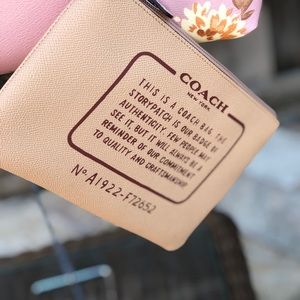 COACH
NEW YORK
THIS IS A COACH BAG. THE
STORYPATCH IS OUR BADGE OF
AUTHENTICITY. FEW PEOPLE MAY
SEE IT, BUT IT WILL ALWAYS BE A
REMINDER OF OUR COMMITMENT
TO QUALITY AND CRAFTSMANSHIP.
Nº A1922-F72652